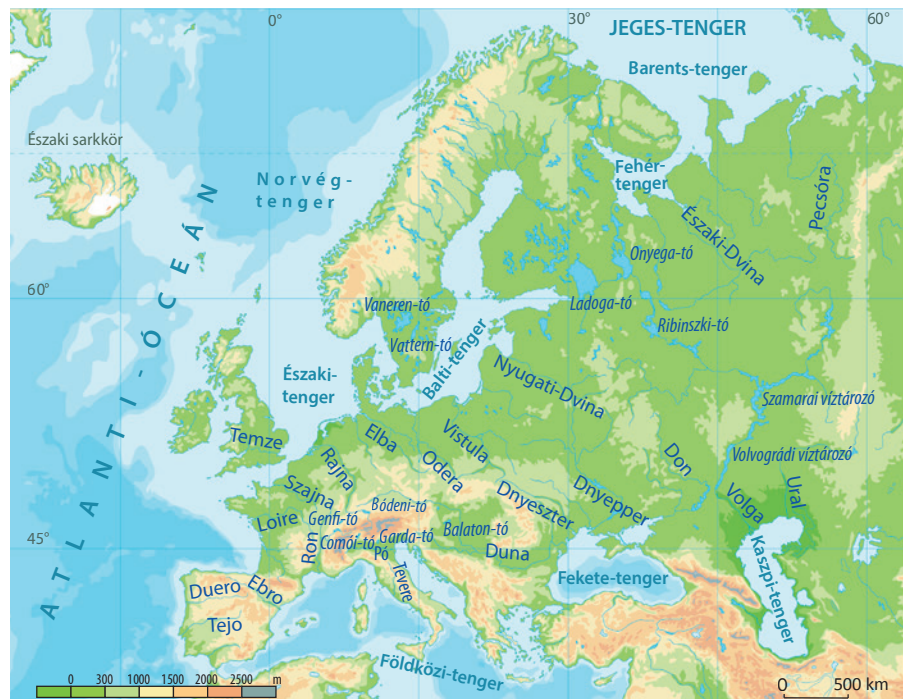 0°
30°
60°
JEGES-TENGER
Barents-tenger
Északi sarkkör
Norvég-
tenger
Fehér-
tenger
Pecsóra
Északi-Dvina
ATLANTI-ÓCEÁN
Onyega-tó
60°
Vaneren-tó
Ladoga-tó
Ribinszki-tó
Vattern-tó
Balti-tenger
Északi-
tenger
Nyugati-Dvina
Szamarai víztározó
Temze
Elba
Vistula
Rajna
Odera
Don
Volvográdi víztározó
Szajna
Dnyeszter
Dnyepper
Volga
Ural
Loire
Genfi-tó
Bódeni-tó
Balaton-tó
45°
Ron
Comói-tó
Garda-tó
Pó
Duna
Tevere
Fekete-tenger
Kaszpi-tenger
Duero
Ebro
Tejo
Földközi-tenger
0 300 1000 1500 2000 2500 m
0 500 km